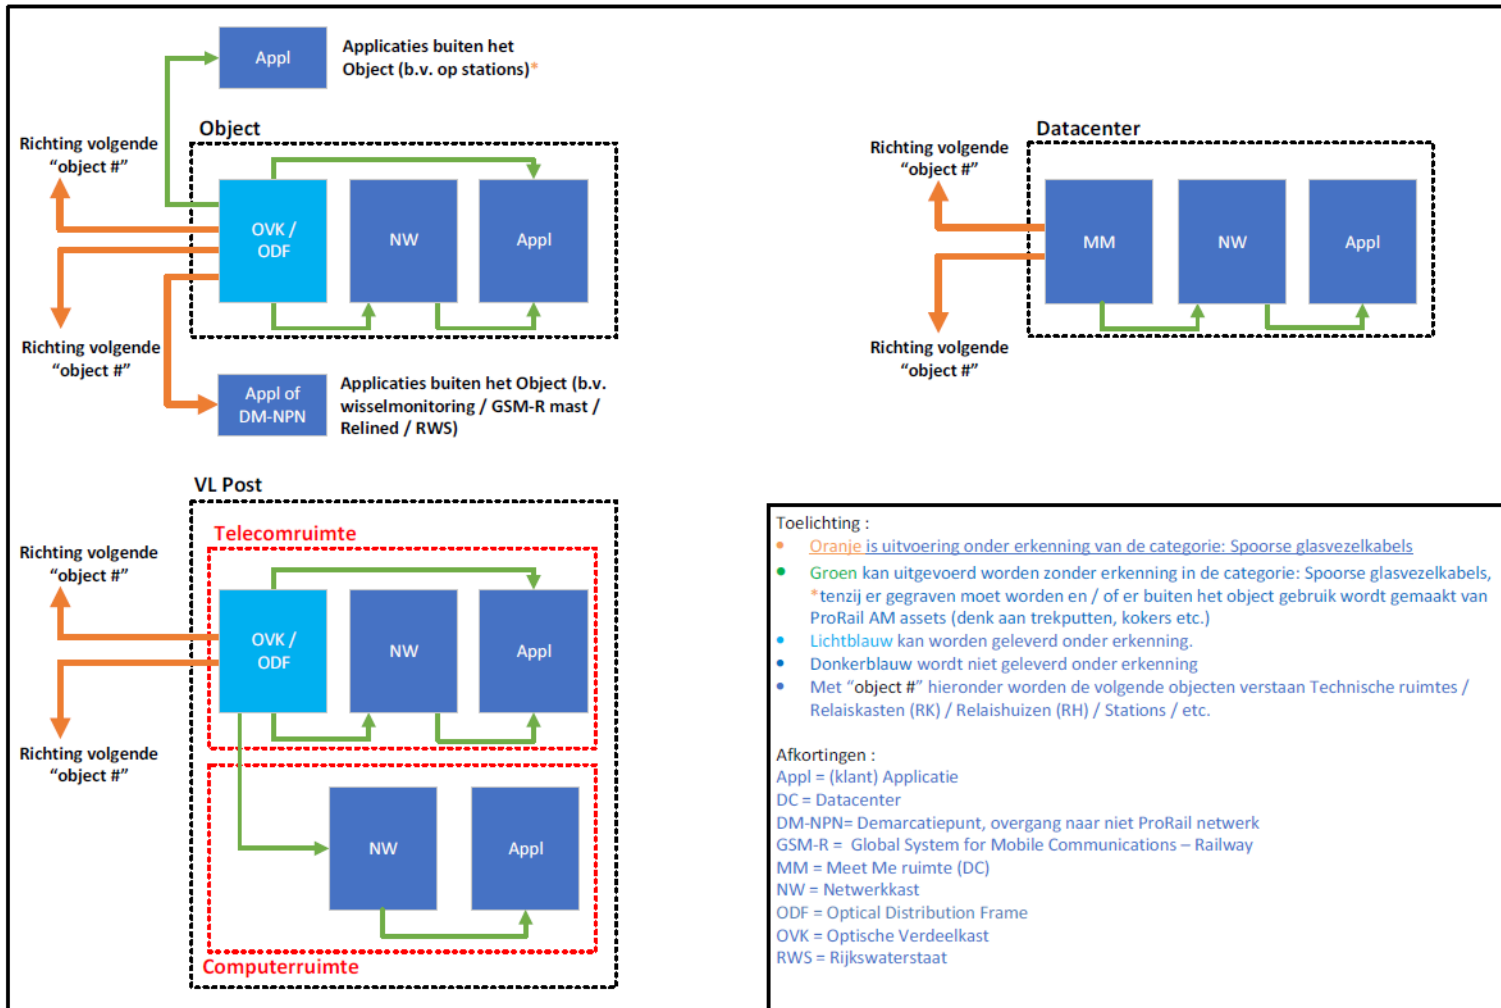 Appl
Applicaties buiten het
Object (b.v. op stations)*
Object
Richting volgende
“object #”
OVK /
ODF
NW
Appl
Richting volgende
“object #”
Appl of
DM-NPN
Applicaties buiten het Object (b.v.
wisselmonitoring / GSM-R mast /
Relined / RWS)
Datacenter
Richting volgende
“object #”
MM
NW
Appl
Richting volgende
“object #”
VL Post
Telecomruimte
Richting volgende
“object #”
OVK /
ODF
NW
Appl
Richting volgende
“object #”
NW
Appl
Computerruimte
Toelichting :
• Oranje is uitvoering onder erkenning van de categorie: Spoorse glasvezelkabels
• Groen kan uitgevoerd worden zonder erkenning in de categorie: Spoorse glasvezelkabels,
*tenzij er gegraven moet worden en / of er buiten het object gebruik wordt gemaakt van
ProRail AM assets (denk aan trekputten, kokers etc.)
• Lichtblauw kan worden geleverd onder erkenning.
• Donkerblauw wordt niet geleverd onder erkenning
• Met “object #” hieronder worden de volgende objecten verstaan Technische ruimtes /
Relaiskasten (RK) / Relaishuizen (RH) / Stations / etc.
Afkortingen :
Appl = (klant) Applicatie
DC = Datacenter
DM-NPN= Demarcatiepunt, overgang naar niet ProRail netwerk
GSM-R = Global System for Mobile Communications – Railway
MM = Meet Me ruimte (DC)
NW = Netwerkkast
ODF = Optical Distribution Frame
OVK = Optische Verdeelkast
RWS = Rijkswaterstaat